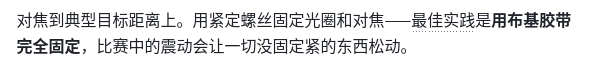 对焦到典型目标距离上。用紧定螺丝固定光圈和对焦——最佳实践是用布基胶带
完全固定，比赛中的震动会让一切没固定紧的东西松动。